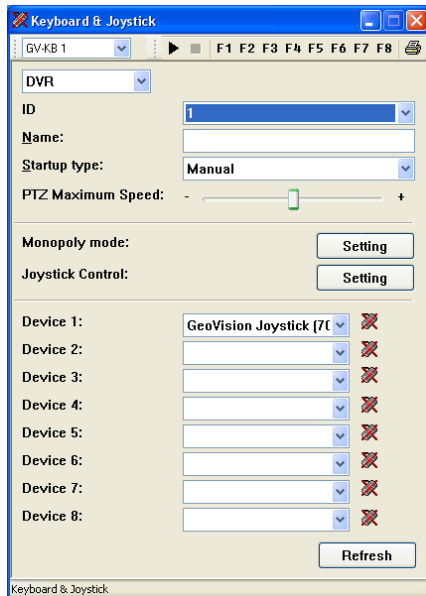 Keyboard & Joystick
GV-KB 1 F1 F2 F3 F4 F5 F6 F7 F8
DVR
ID 1
Name:
Startup type: Manual
PTZ Maximum Speed: - +
Monopoly mode: Setting
Joystick Control: Setting
Device 1: GeoVision Joystick (7(
Device 2:
Device 3:
Device 4:
Device 5:
Device 6:
Device 7:
Device 8:
Refresh
Keyboard & Joystick